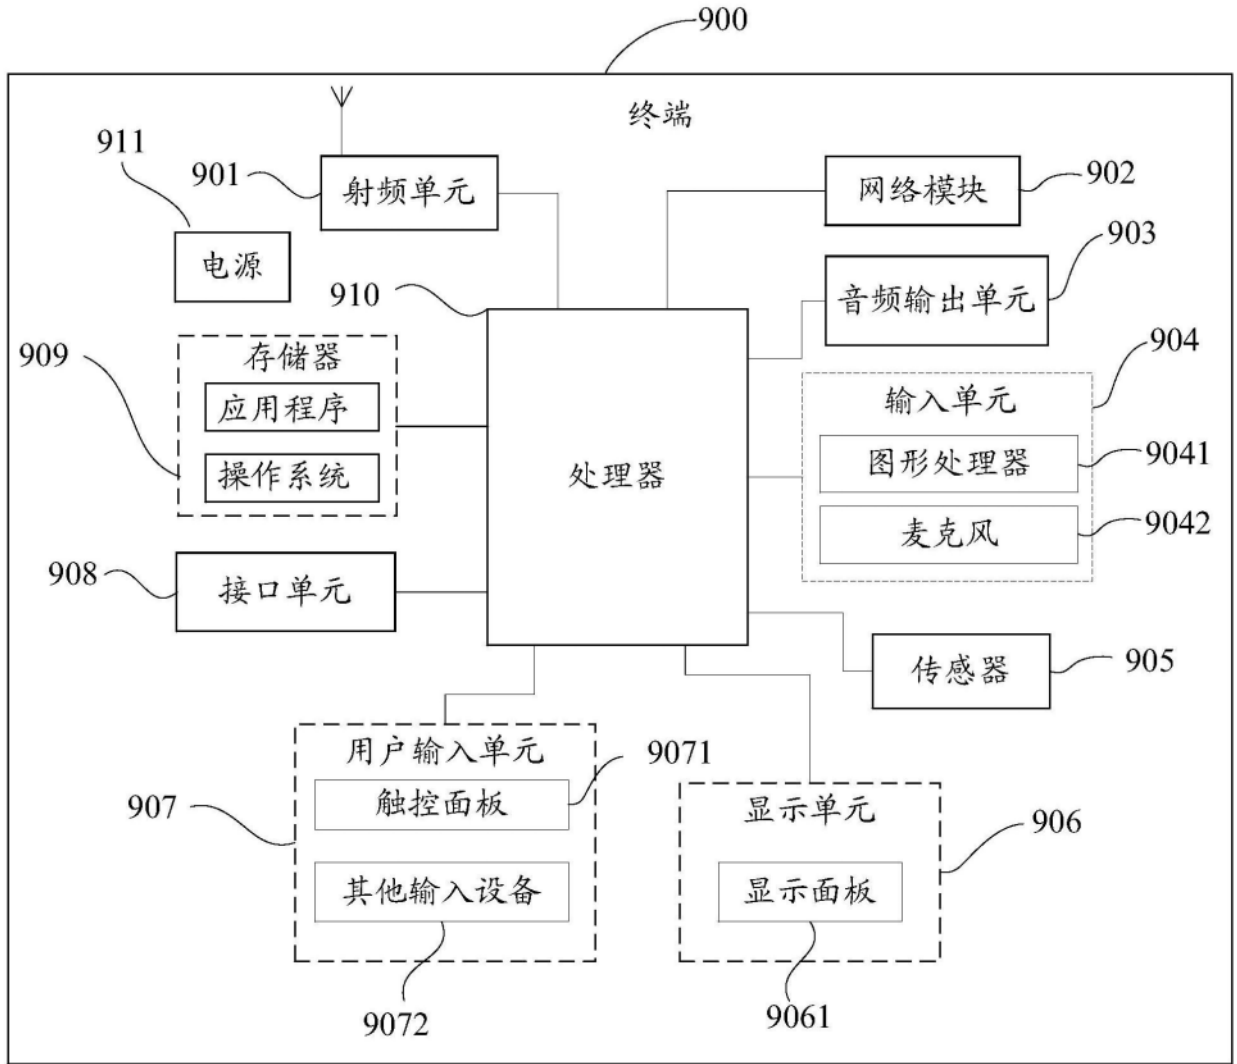 900
终端
911
901
射频单元
网络模块
902
电源
903
音频输出单元
910
909
存储器
应用程序
操作系统
处理器
904
输入单元
图形处理器
9041
麦克风
9042
908
接口单元
传感器
905
907
用户输入单元
9071
触控面板
其他输入设备
9072
显示单元
906
显示面板
9061